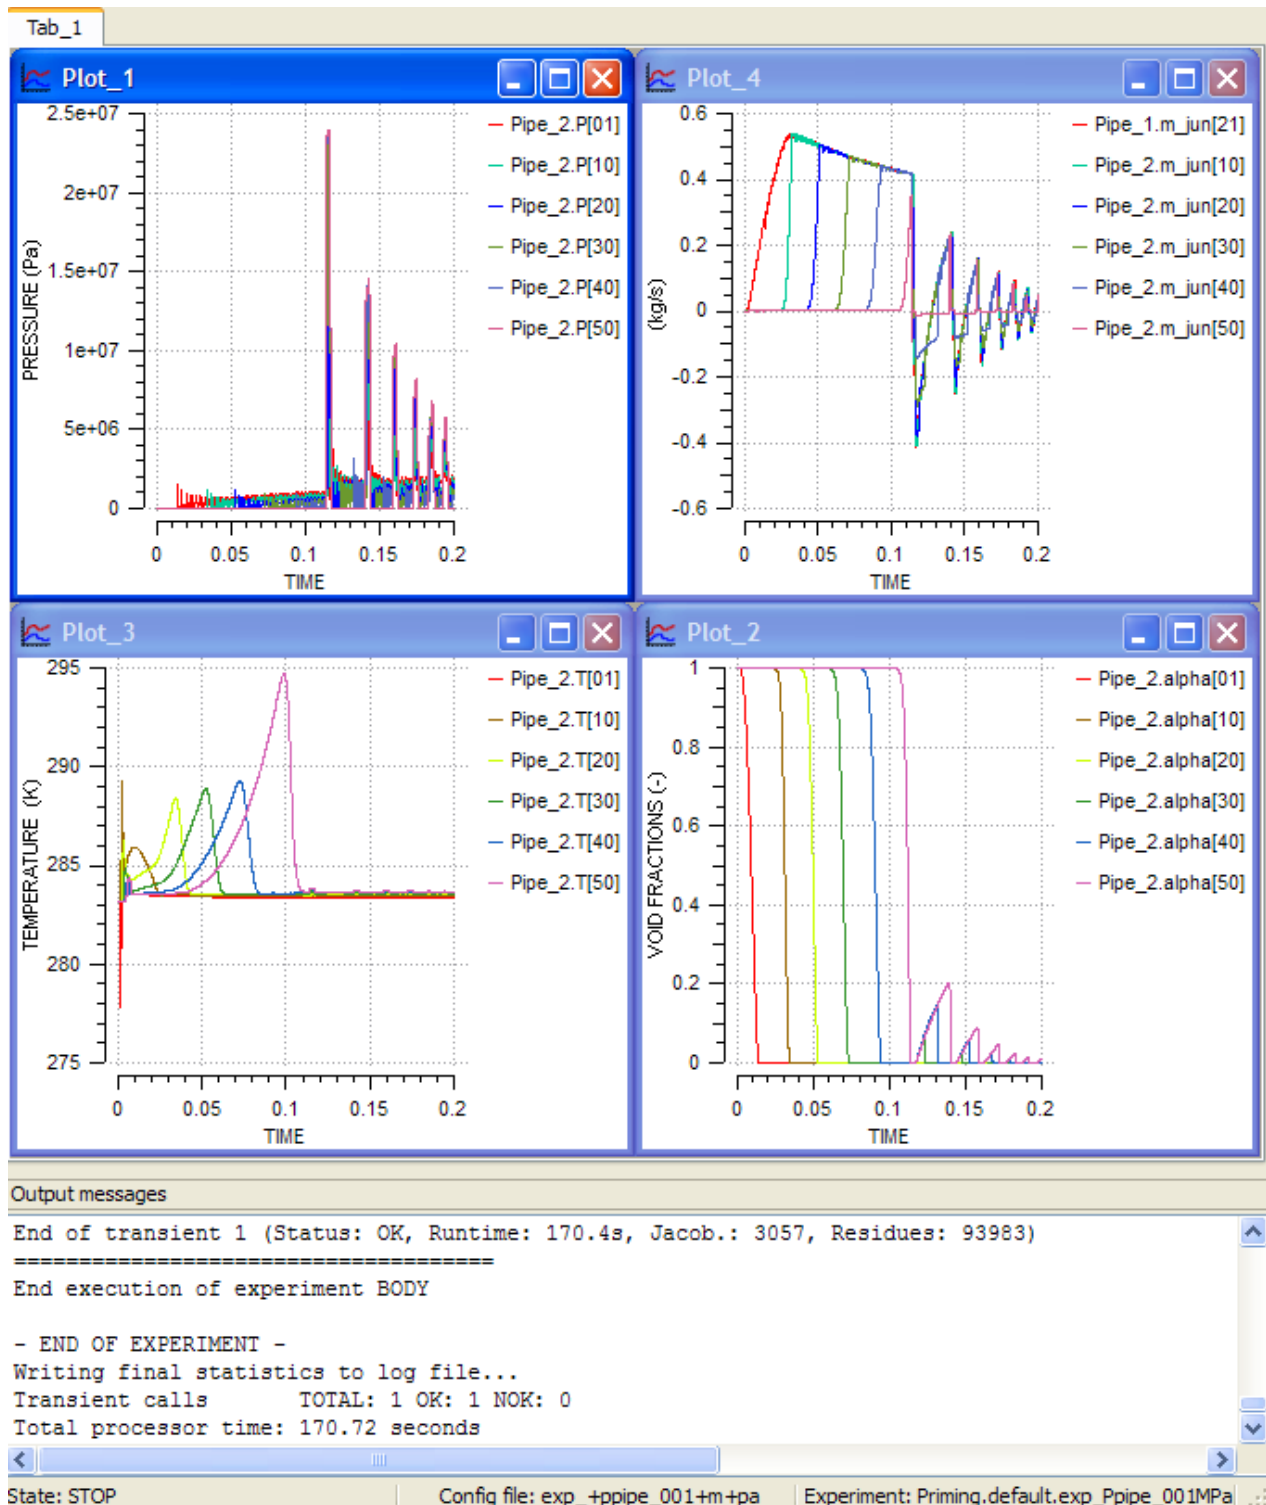 Tab_1
Plot_1
2.5e+07
2e+07
1.5e+07
1e+07
5e+06
0
PRESSURE (Pa)
0 0.05 0.1 0.15 0.2
TIME
Pipe_2.P[01]
Pipe_2.P[10]
Pipe_2.P[20]
Pipe_2.P[30]
Pipe_2.P[40]
Pipe_2.P[50]
Plot_4
0.6
0.4
0.2
0
-0.2
-0.4
-0.6
(kg/s)
0 0.05 0.1 0.15 0.2
TIME
Pipe_1.m_jun[21]
Pipe_2.m_jun[10]
Pipe_2.m_jun[20]
Pipe_2.m_jun[30]
Pipe_2.m_jun[40]
Pipe_2.m_jun[50]
Plot_3
295
290
285
280
275
TEMPERATURE (K)
0 0.05 0.1 0.15 0.2
TIME
Pipe_2.T[01]
Pipe_2.T[10]
Pipe_2.T[20]
Pipe_2.T[30]
Pipe_2.T[40]
Pipe_2.T[50]
Plot_2
1
0.8
0.6
0.4
0.2
0
VOID FRACTIONS (-)
0 0.05 0.1 0.15 0.2
TIME
Pipe_2.alpha[01]
Pipe_2.alpha[10]
Pipe_2.alpha[20]
Pipe_2.alpha[30]
Pipe_2.alpha[40]
Pipe_2.alpha[50]
Output messages
End of transient 1 (Status: OK, Runtime: 170.4s, Jacob.: 3057, Residues: 93983)
=====================================
End execution of experiment BODY
- END OF EXPERIMENT -
Writing final statistics to log file...
Transient calls TOTAL: 1 OK: 1 NOK: 0
Total processor time: 170.72 seconds
State: STOP Config file: exp_+ppipe_001+m+pa Experiment: Priming.default.exp_Ppipe_001MPa